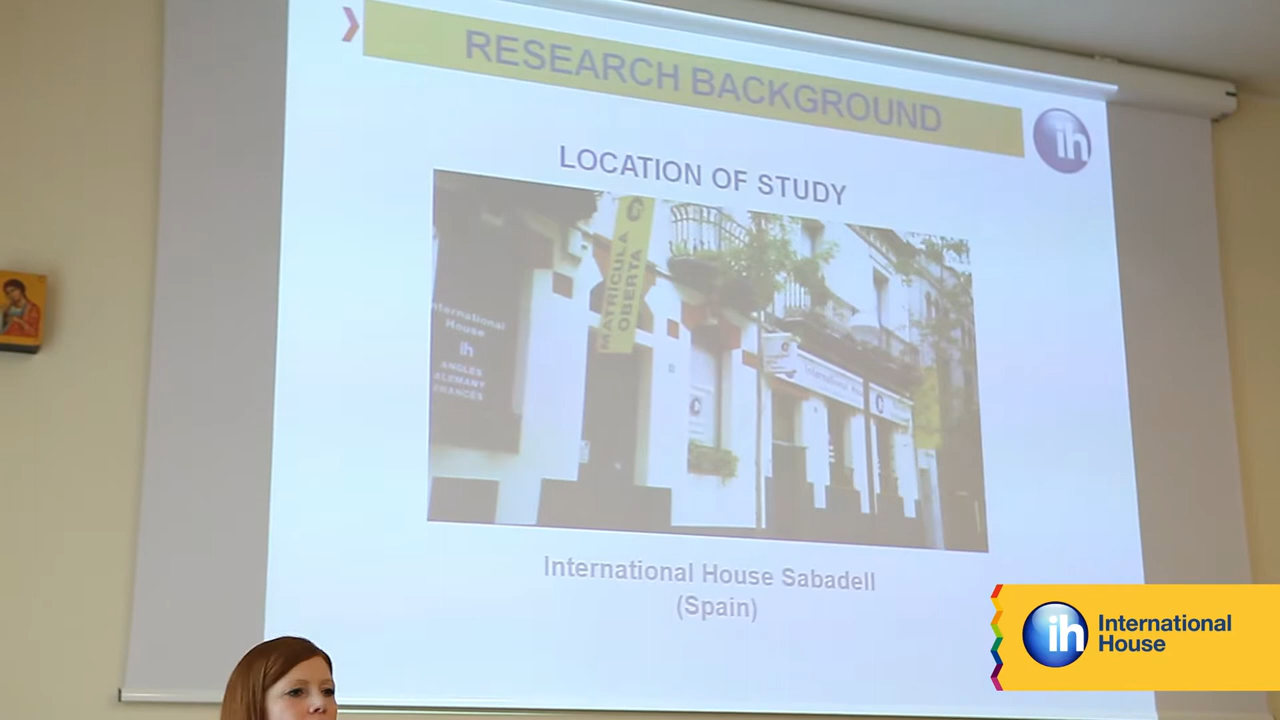 RESEARCH BACKGROUND
ih
LOCATION OF STUDY
MATRÍCULA
OBERTA
International
House
ih
ANGLÈS
ALEMANY
FRANCÈS
International House
International House Sabadell
(Spain)
ih International
House